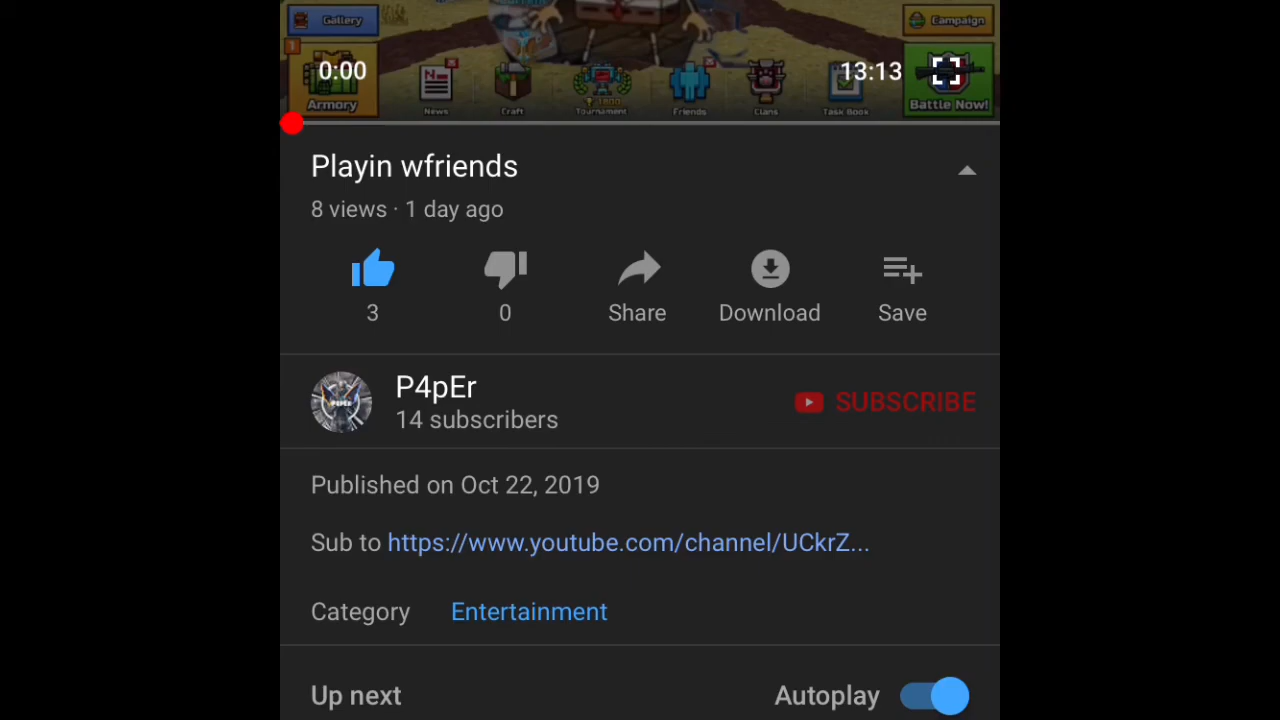 Gallery
Campaign
1
0:00
13:13
Armory
News
Craft
Tournament
1800
Friends
Clans
Task Book
Battle Now!
Playin wfriends
8 views · 1 day ago
3
0
Share
Download
Save
P4pEr
14 subscribers
SUBSCRIBE
Published on Oct 22, 2019
Sub to https://www.youtube.com/channel/UCkrZ...
Category Entertainment
Up next
Autoplay